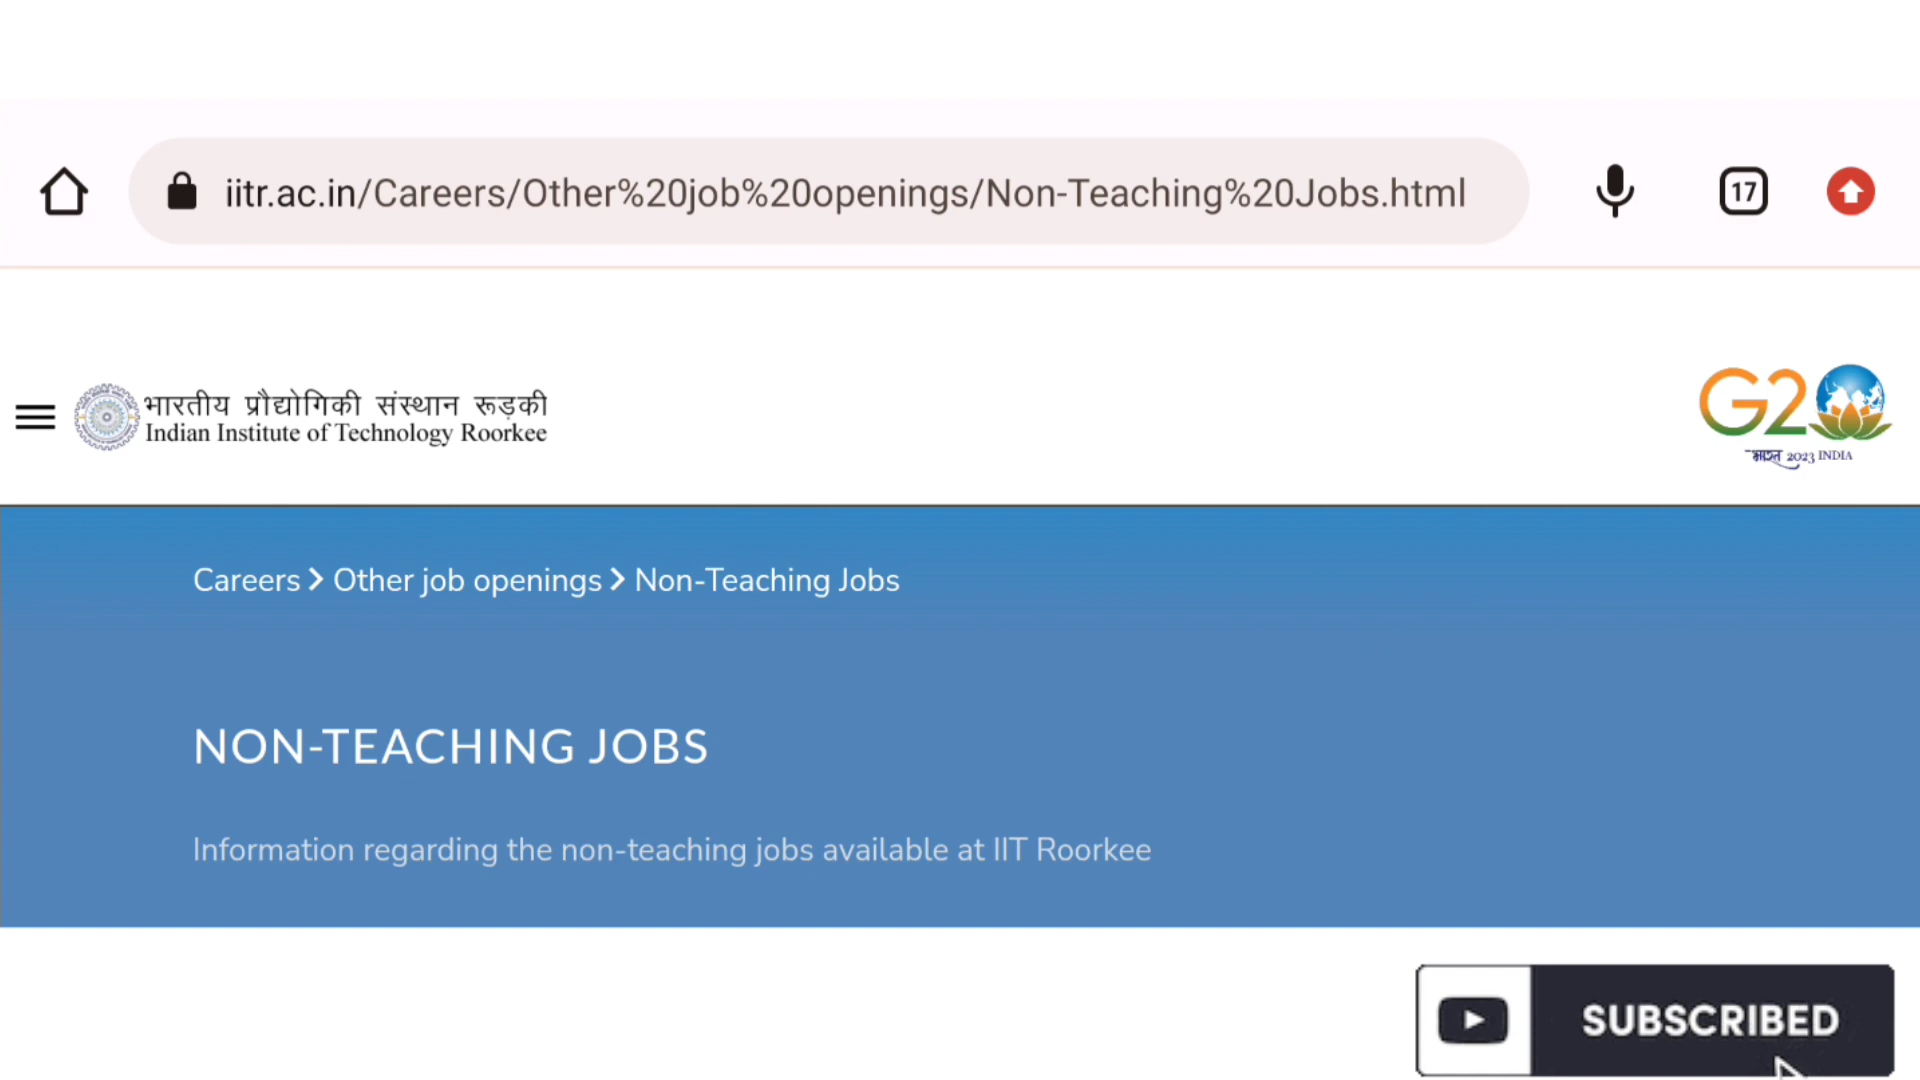 iitr.ac.in/Careers/Other%20job%20openings/Non-Teaching%20Jobs.html
17
भारतीय प्रौद्योगिकी संस्थान रूड़की
Indian Institute of Technology Roorkee
G20
भारत 2023 INDIA
Careers > Other job openings > Non-Teaching Jobs
NON-TEACHING JOBS
Information regarding the non-teaching jobs available at IIT Roorkee
SUBSCRIBED